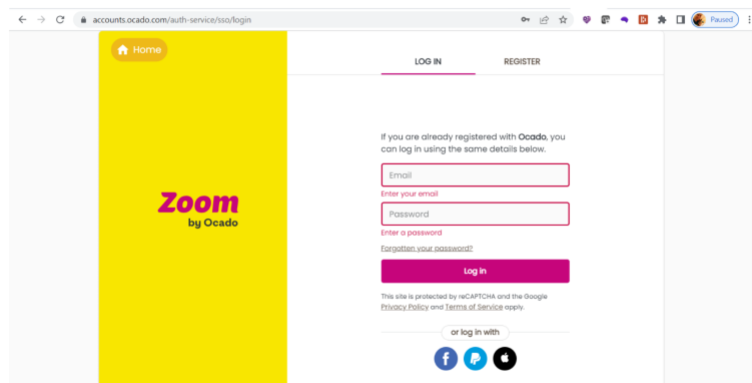 accounts.ocado.com/auth-service/sso/login
Paused
Home
LOG IN
REGISTER
If you are already registered with Ocado, you
can log in using the same details below.
Email
Enter your email
Zoom
by Ocado
Password
Enter a password
Forgotten your password?
Log in
This site is protected by reCAPTCHA and the Google
Privacy Policy and Terms of Service apply.
or log in with